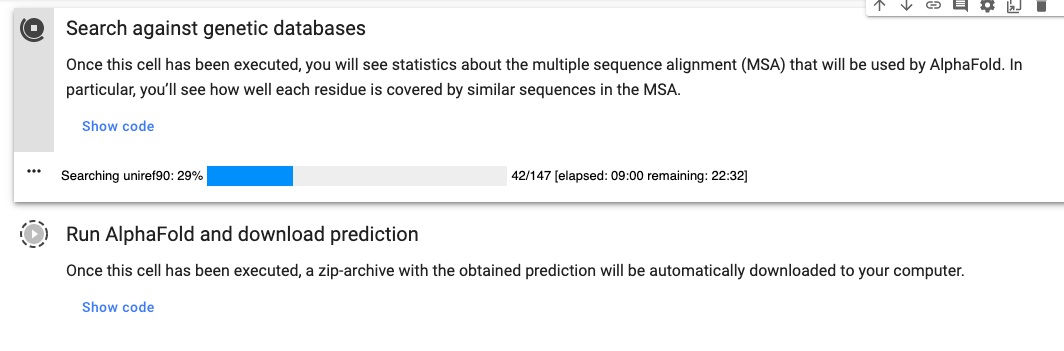 Search against genetic databases
Once this cell has been executed, you will see statistics about the multiple sequence alignment (MSA) that will be used by AlphaFold. In
particular, you’ll see how well each residue is covered by similar sequences in the MSA.
Show code
Searching uniref90: 29% 42/147 [elapsed: 09:00 remaining: 22:32]
Run AlphaFold and download prediction
Once this cell has been executed, a zip-archive with the obtained prediction will be automatically downloaded to your computer.
Show code